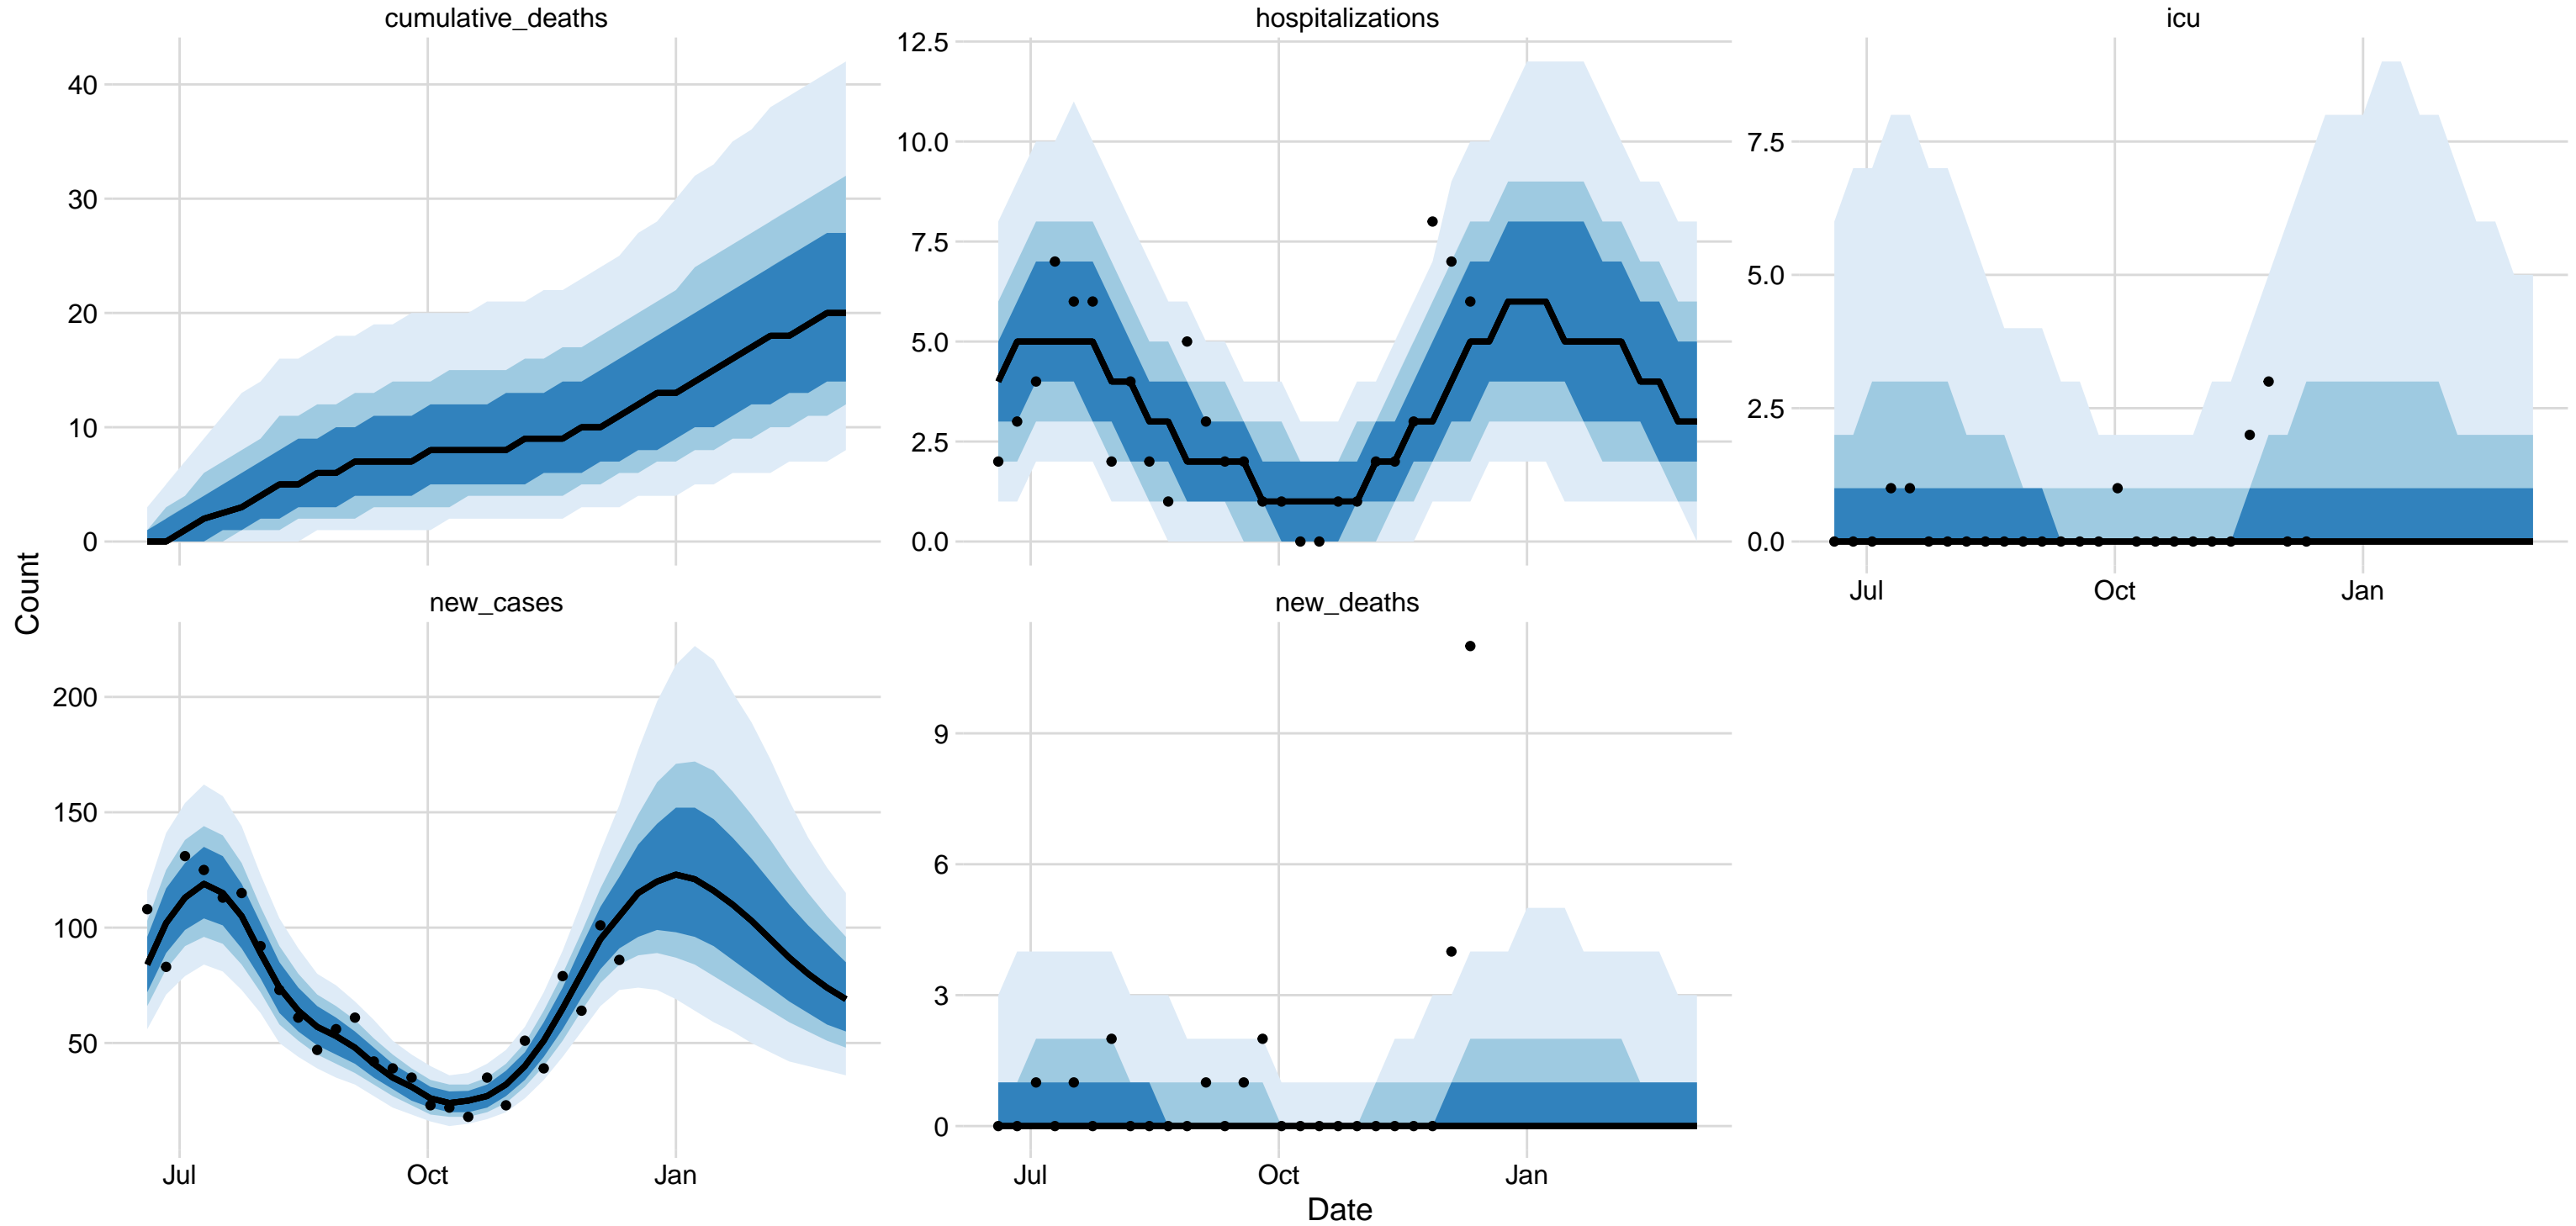 cumulative_deaths
hospitalizations
icu
40
30
20
10
0
12.5
10.0
7.5
5.0
2.5
0.0
7.5
5.0
2.5
0.0
Jul
Oct
Jan
Count
new_cases
new_deaths
200
150
100
50
9
6
3
0
Jul
Oct
Jan
Jul
Oct
Jan
Date